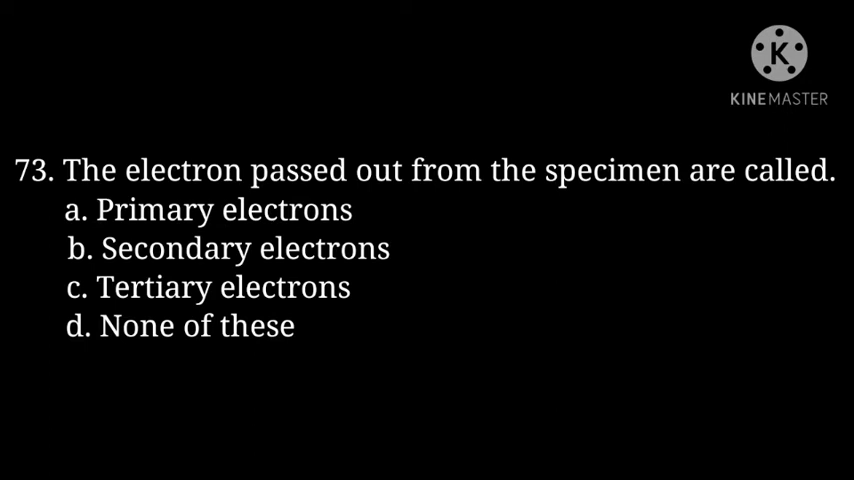 K
KINEMASTER
73. The electron passed out from the specimen are called.
a. Primary electrons
b. Secondary electrons
c. Tertiary electrons
d. None of these